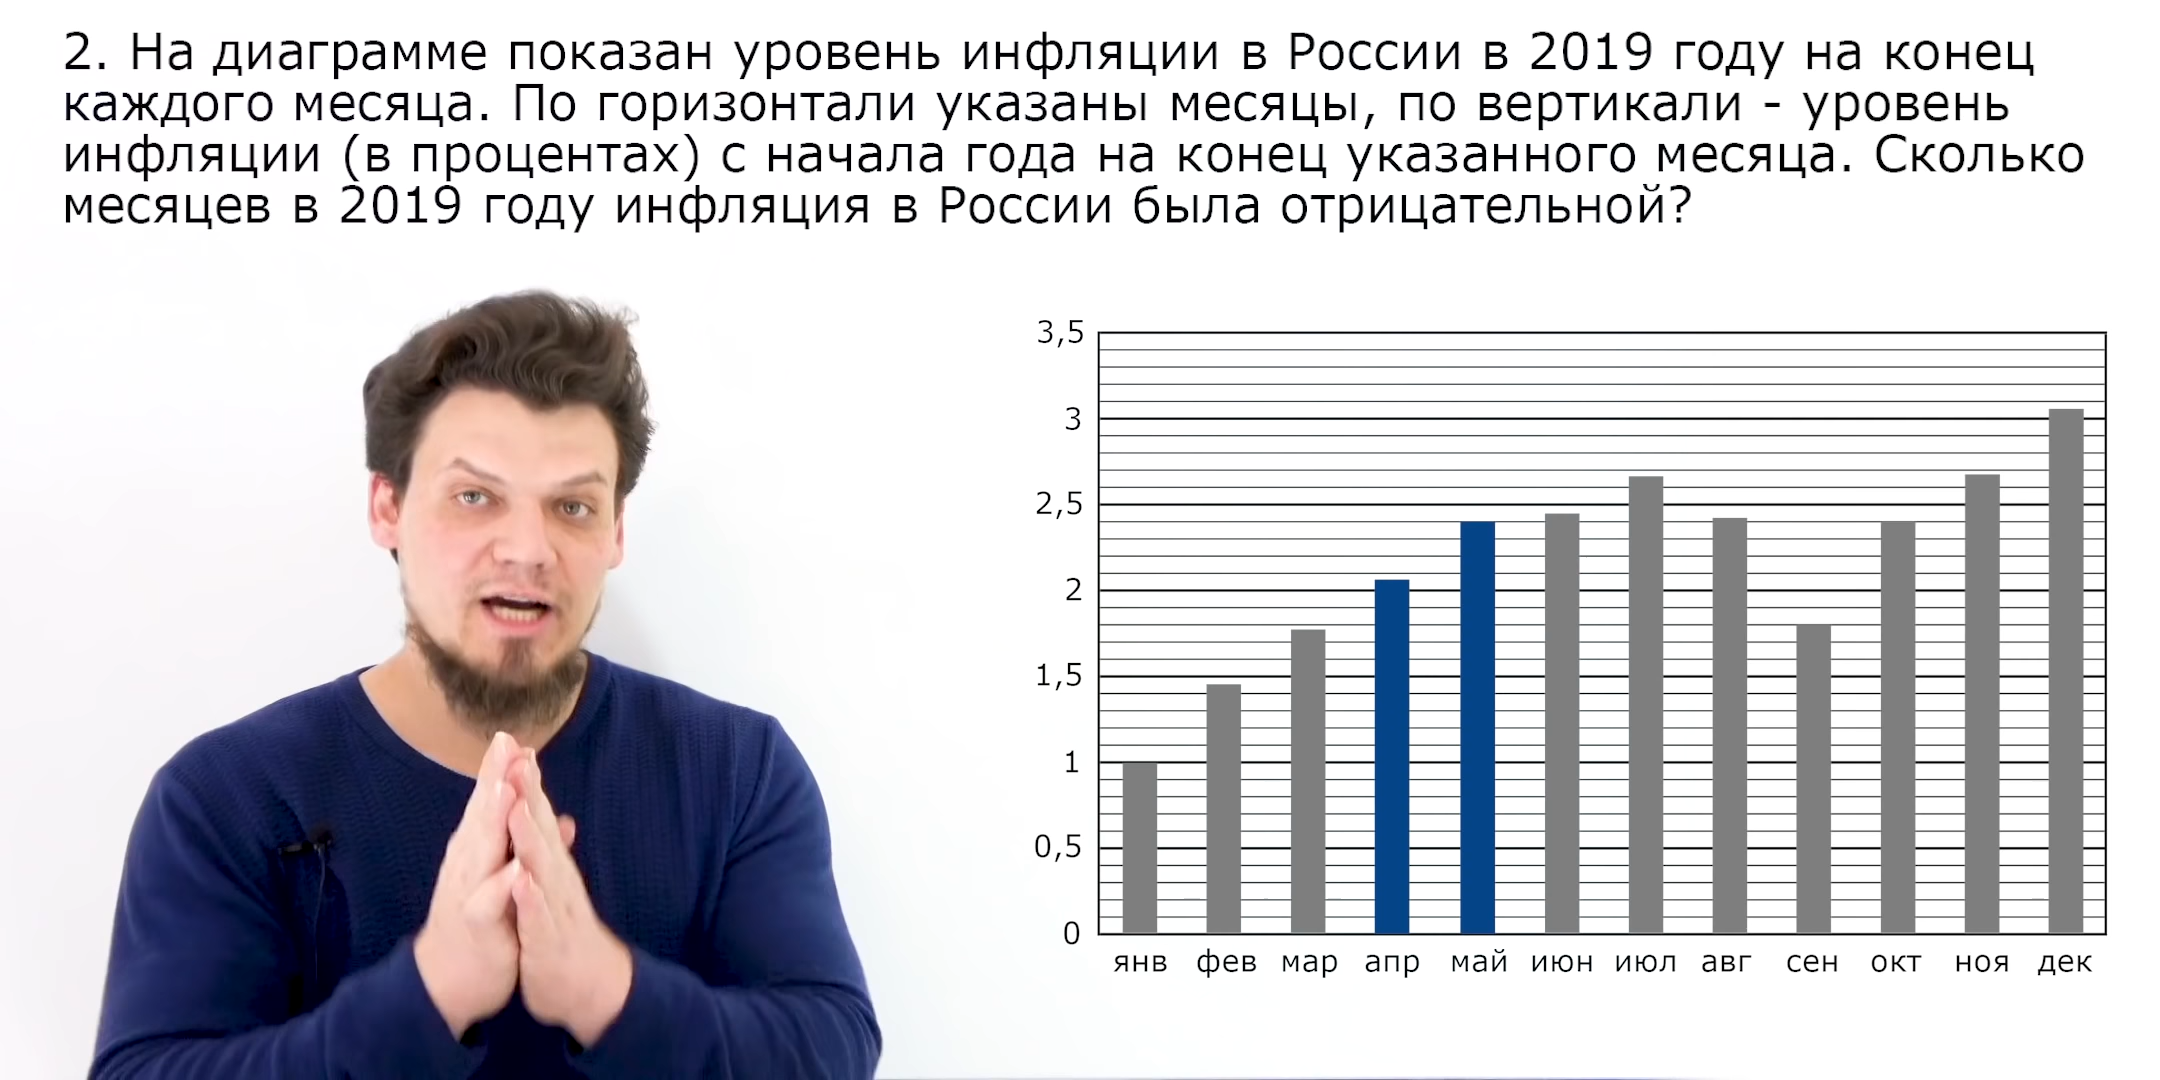 2. На диаграмме показан уровень инфляции в России в 2019 году на конец
каждого месяца. По горизонтали указаны месяцы, по вертикали - уровень
инфляции (в процентах) с начала года на конец указанного месяца. Сколько
месяцев в 2019 году инфляция в России была отрицательной?
3,5
3
2,5
2
1,5
1
0,5
0
янв фев мар апр май июн июл авг сен окт ноя дек